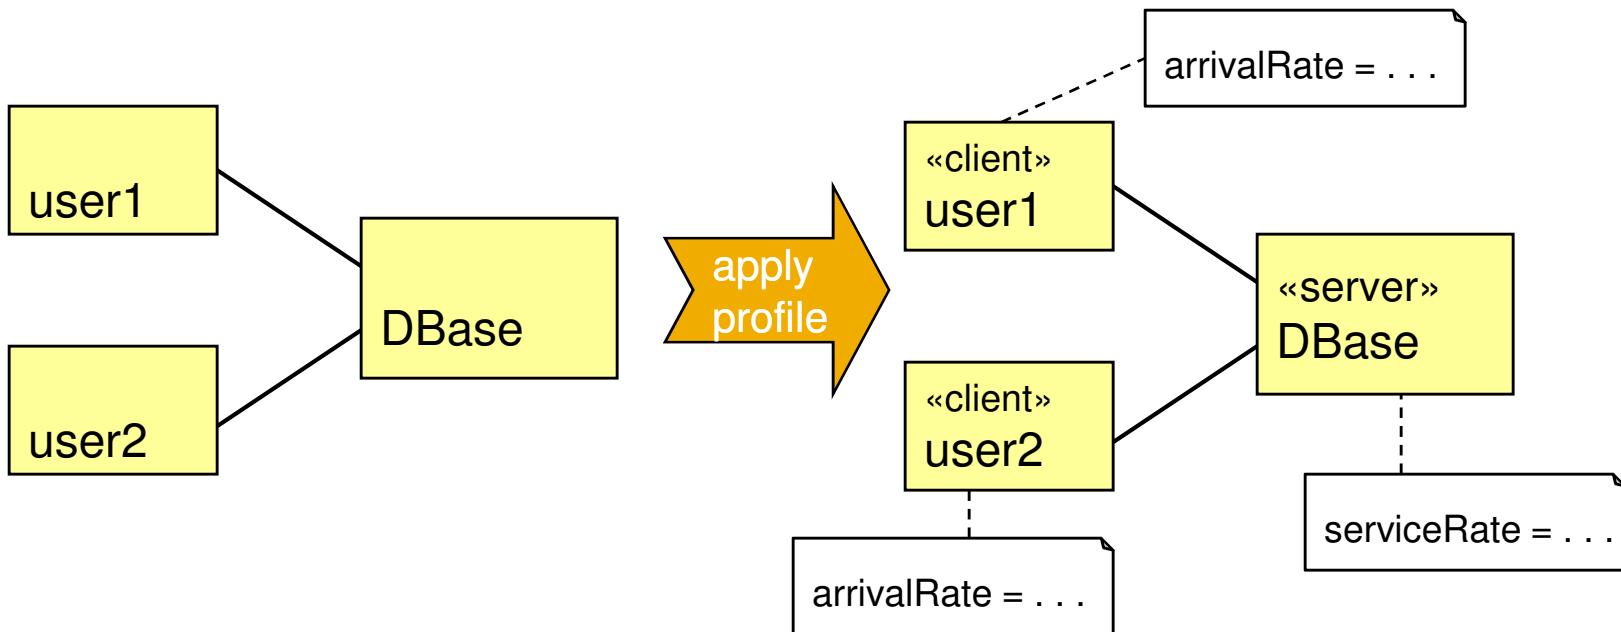 user1
DBase
user2
apply
profile
arrivalRate = . . .
«client»
user1
«server»
DBase
«client»
user2
serviceRate = . . .
arrivalRate = . . .